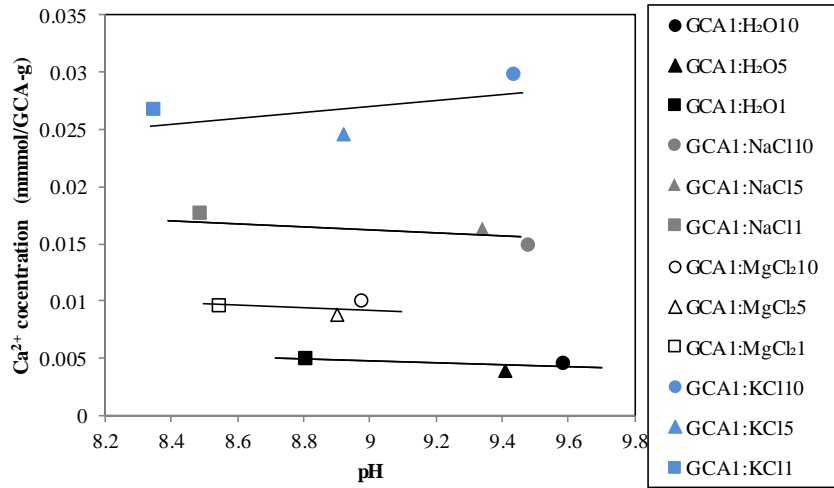 0.035
0.03
0.025
0.02
0.015
0.01
0.005
0
8.2 8.4 8.6 8.8 9 9.2 9.4 9.6 9.8
pH
Ca²⁺ cocentration (mmmol/GCA-g)
GCA1:H₂O10
GCA1:H₂O5
GCA1:H₂O1
GCA1:NaCl10
GCA1:NaCl5
GCA1:NaCl1
GCA1:MgCl₂10
GCA1:MgCl₂5
GCA1:MgCl₂1
GCA1:KCl10
GCA1:KCl5
GCA1:KCl1